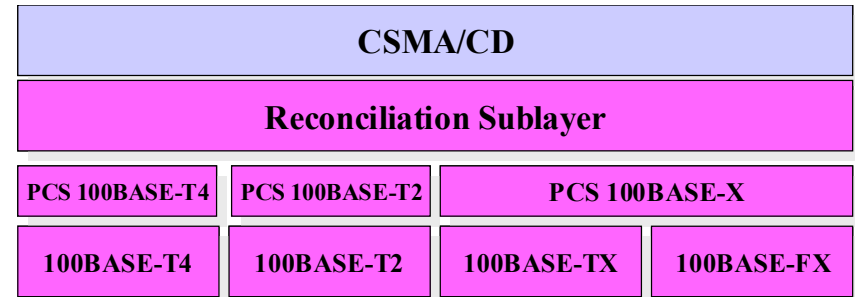 CSMA/CD
Reconciliation Sublayer
PCS 100BASE-T4 PCS 100BASE-T2 PCS 100BASE-X
100BASE-T4 100BASE-T2 100BASE-TX 100BASE-FX